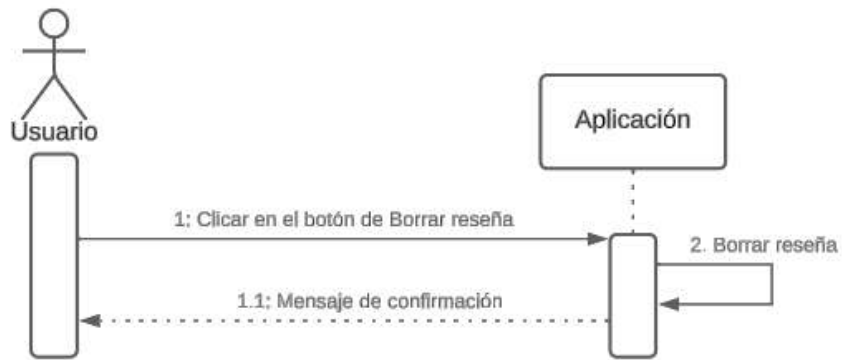 Usuario
Aplicación
1: Clicar en el botón de Borrar reseña
2. Borrar reseña
1.1: Mensaje de confirmación